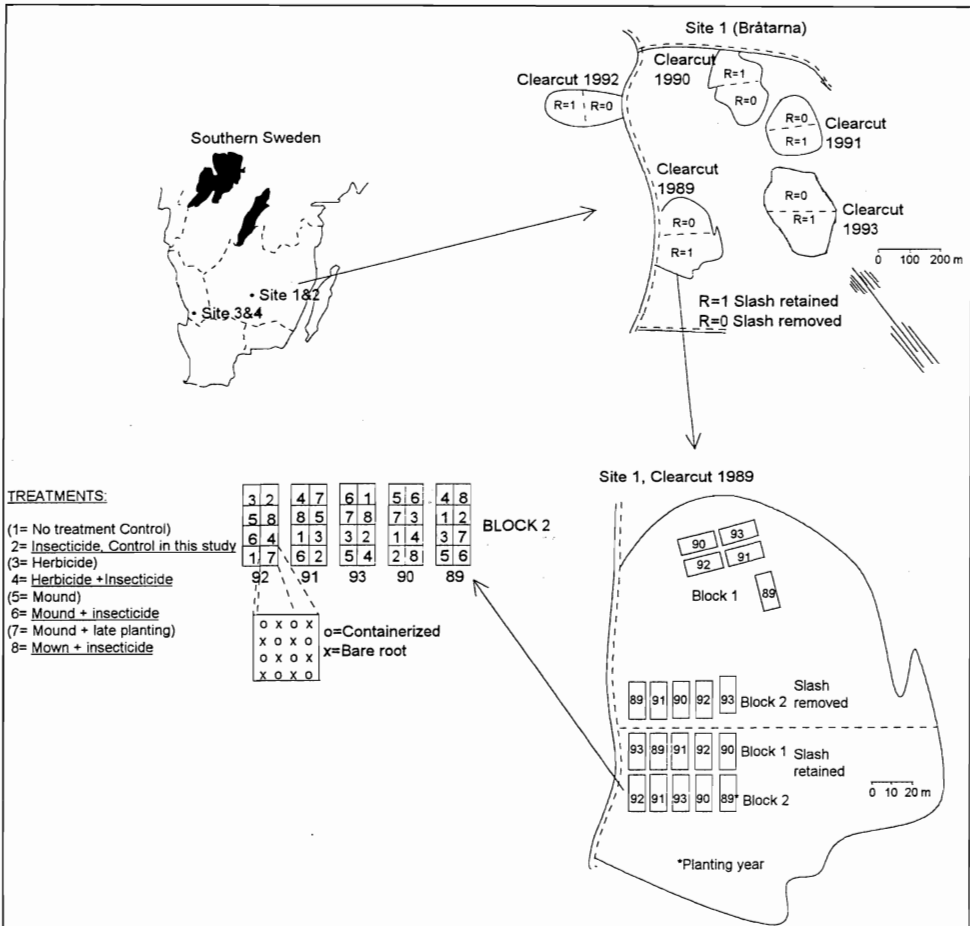 Southern Sweden
Site 1&2
Site 3&4
Site 1 (Bråtarna)
Clearcut 1992
R=1 R=0
Clearcut
1990
R=1
R=0
R=0
R=1
Clearcut
1991
Clearcut
1989
R=0
R=1
R=0
R=1
Clearcut
1993
0 100 200 m
R=1 Slash retained
R=0 Slash removed
TREATMENTS:
(1= No treatment Control)
2= Insecticide, Control in this study
(3= Herbicide)
4= Herbicide +Insecticide
(5= Mound)
6= Mound + insecticide
(7= Mound + late planting)
8= Mown + insecticide
3 2 4 7 6 1 5 6 4 8
5 8 8 5 7 8 7 3 1 2
6 4 1 3 3 2 1 4 3 7
1 7 6 2 5 4 2 8 5 6
92 91 93 90 89
BLOCK 2
o x o x
x o x o
o x o x
x o x o
o=Containerized
x=Bare root
Site 1, Clearcut 1989
90 93
92 91
Block 1
89
89 91 90 92 93 Block 2
Slash
removed
93 89 91 92 90 Block 1
Slash
retained
92 91 93 90 89* Block 2
0 10 20 m
*Planting year